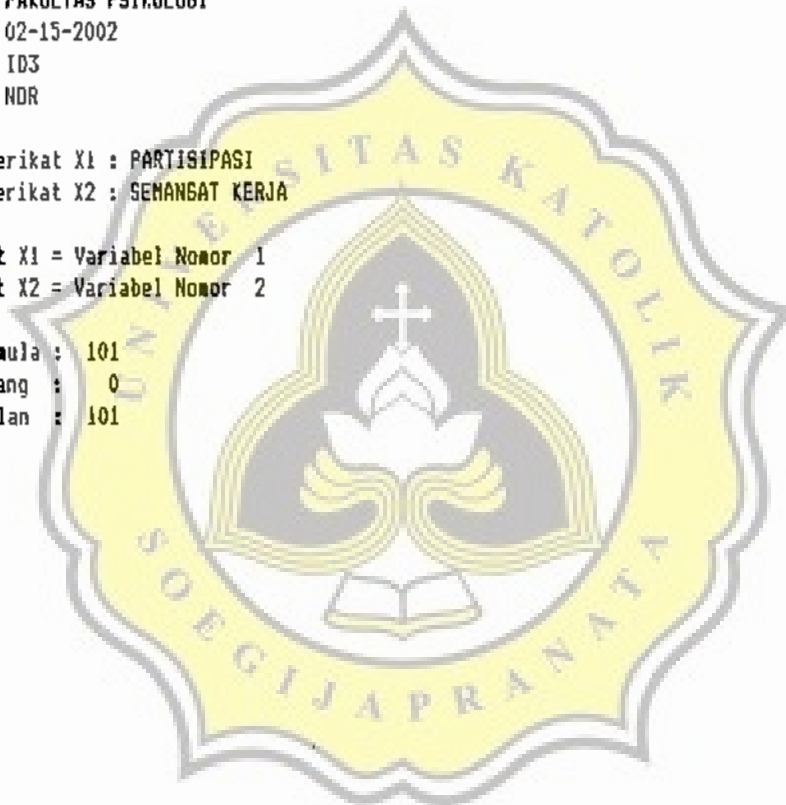 FAKULTAS PSIKOLOGI
02-15-2002
ID3
NDR
erikat X1 : PARTISIPASI
erikat X2 : SEMANGAT KERJA
t X1 = Variabel Nomor 1
t X2 = Variabel Nomor 2
mula : 101
ang : 0
lan : 101
UNIVERSITAS KATOLIK
SOEGIJAPRANATA